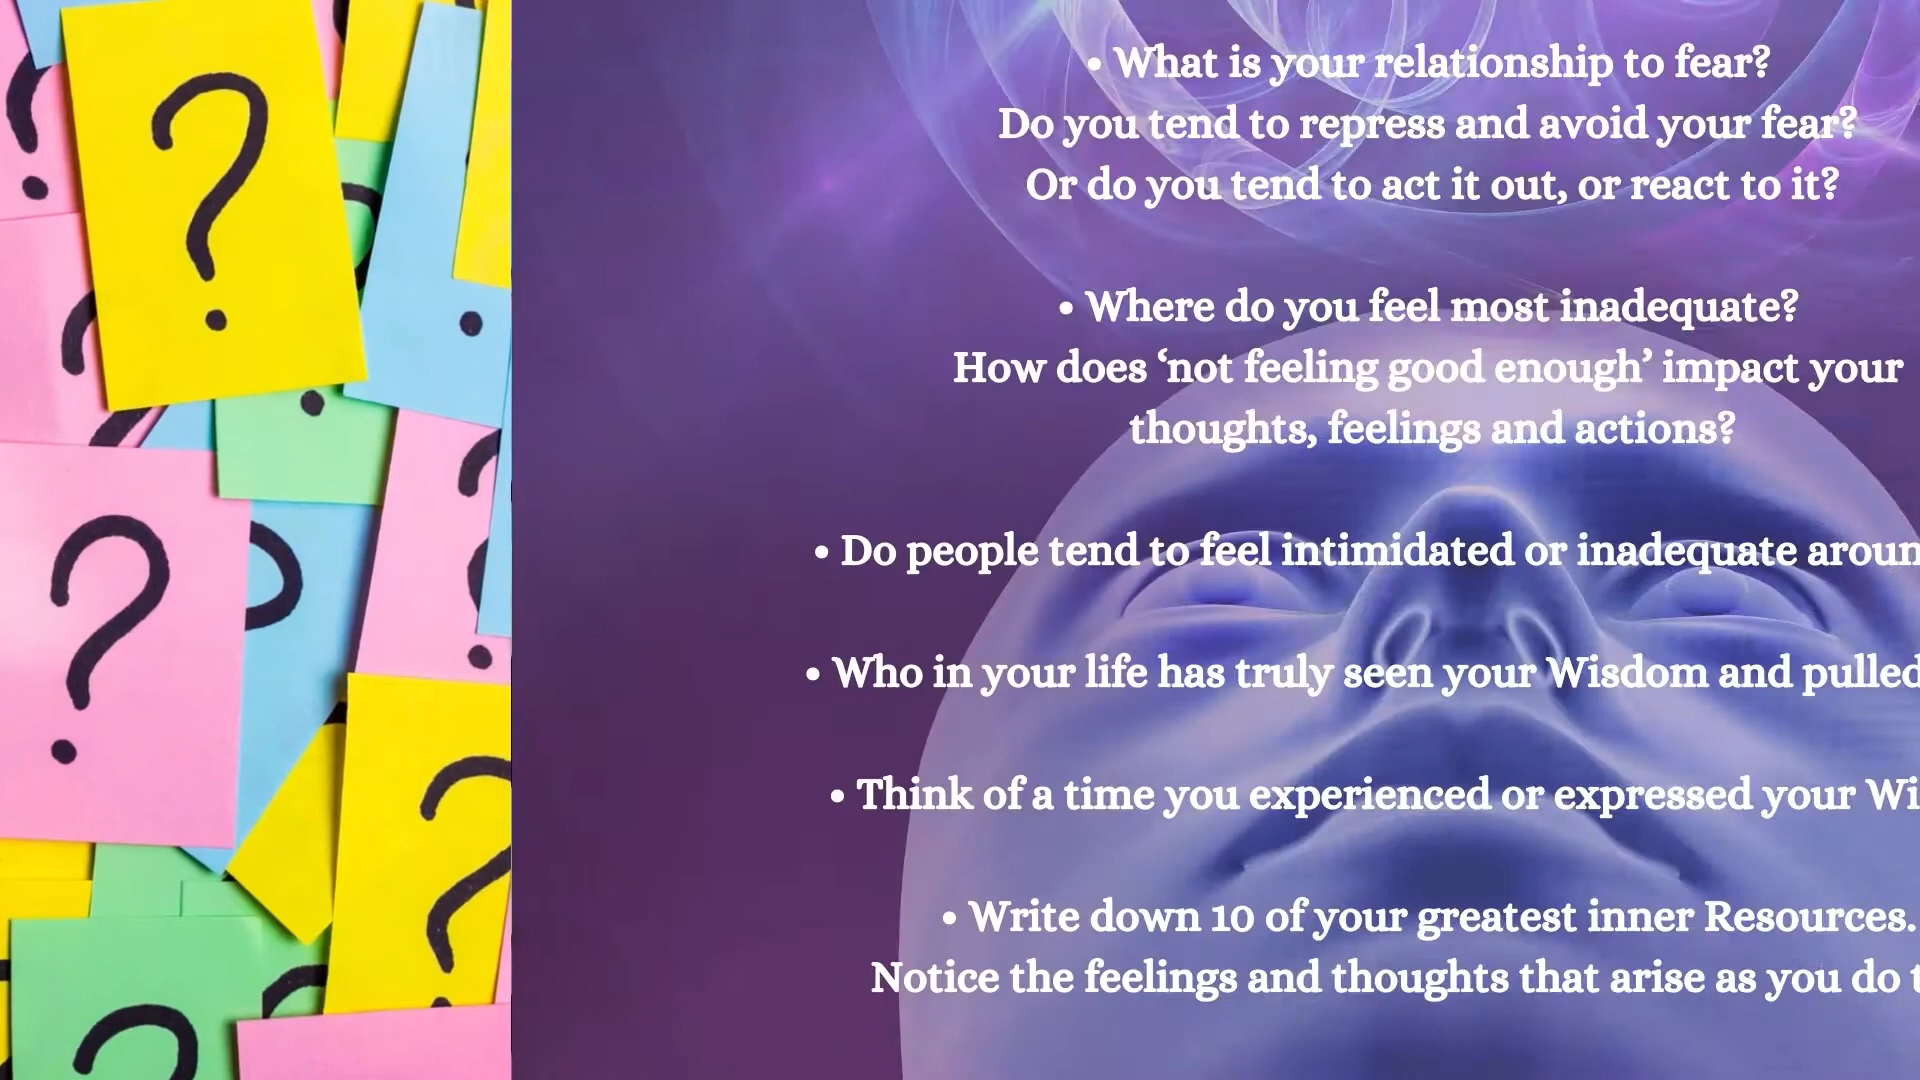 ?
?
?
?
?
?
• What is your relationship to fear?
Do you tend to repress and avoid your fear?
Or do you tend to act it out, or react to it?
• Where do you feel most inadequate?
How does ‘not feeling good enough’ impact your
thoughts, feelings and actions?
• Do people tend to feel intimidated or inadequate
• Who in your life has truly seen your Wisdom and pulled
• Think of a time you experienced or expressed your
• Write down 10 of your greatest inner Resources.
Notice the feelings and thoughts that arise as you do